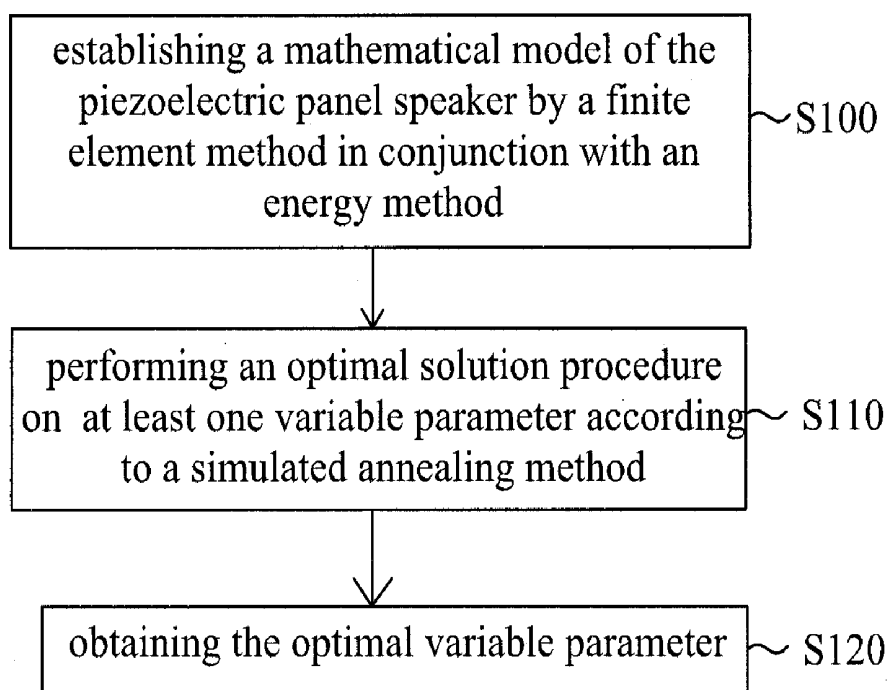 establishing a mathematical model of the
piezoelectric panel speaker by a finite
element method in conjunction with an
energy method
S100
performing an optimal solution procedure
on at least one variable parameter according
to a simulated annealing method
S110
obtaining the optimal variable parameter
S120